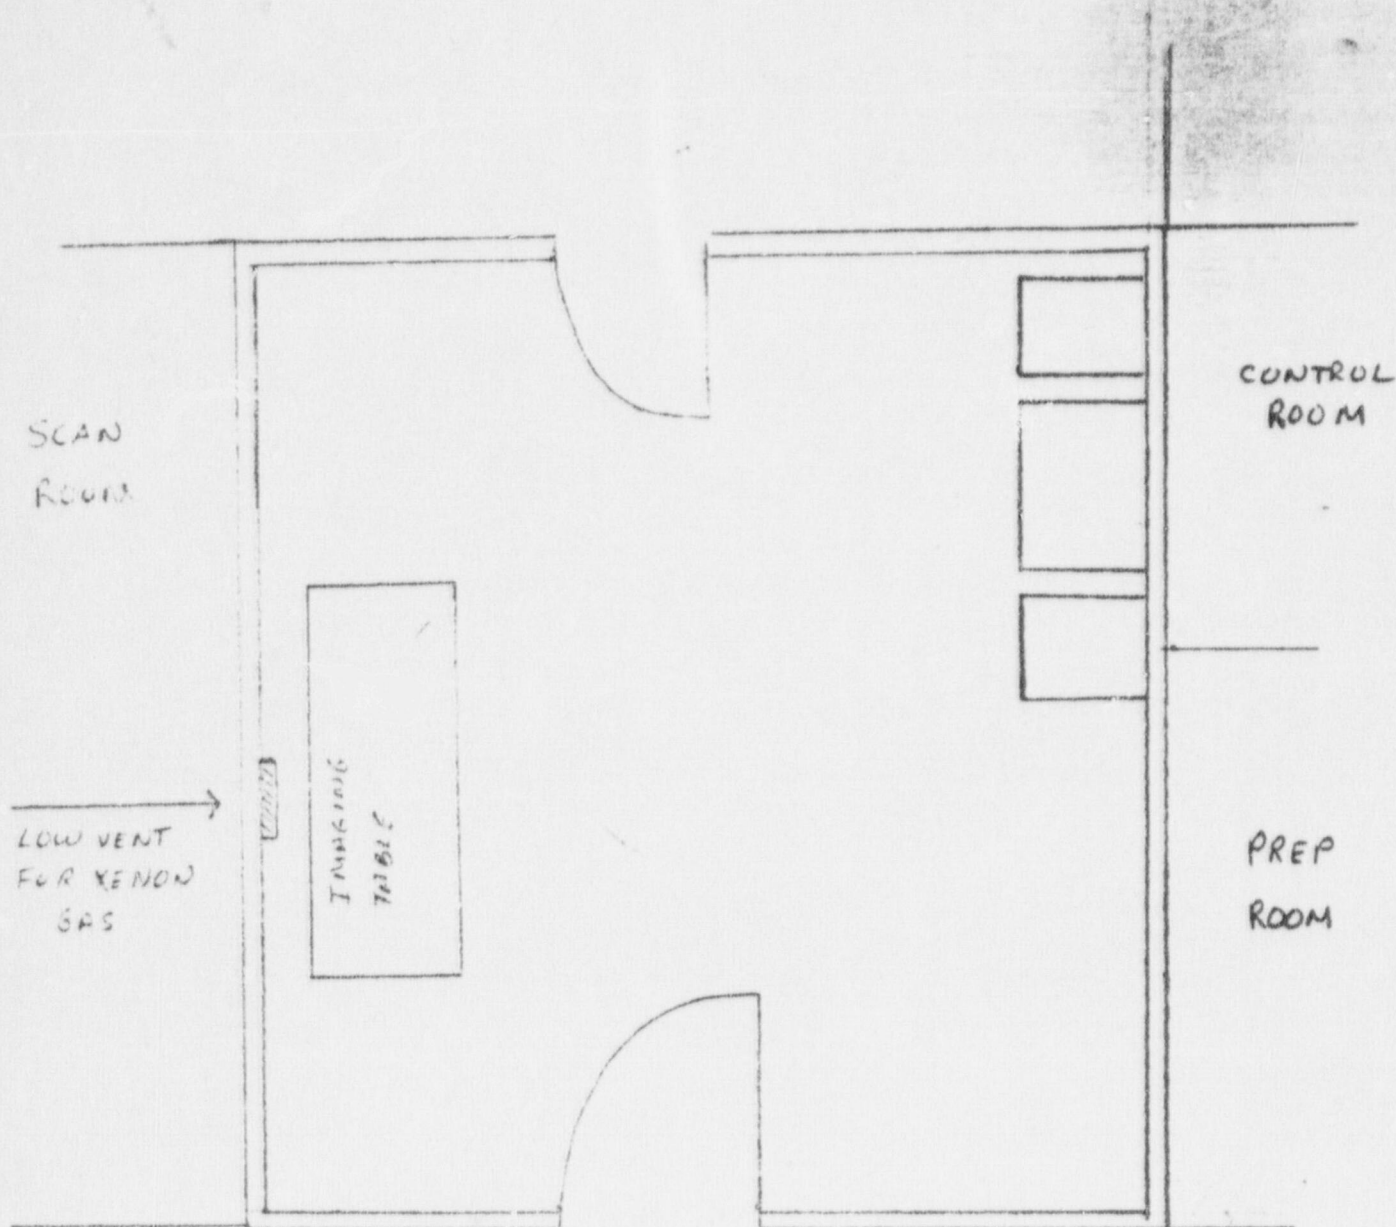 SCAN
ROOM
CONTROL
ROOM
IMAGING
TABLE
LOW VENT
FOR XENON
GAS
PREP
ROOM